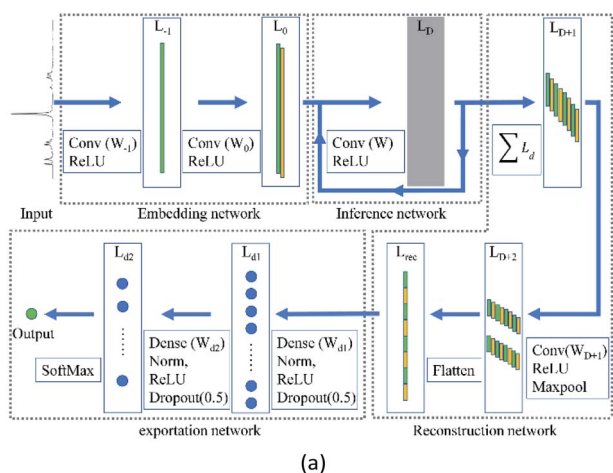 L-1
L0
LD
LD+1
Conv (W-1)
ReLU
Conv (W0)
ReLU
Conv (W)
ReLU
∑ Ld
Input
Embedding network
Inference network
Ld2
Ld1
Lrec
LD+2
Output
SoftMax
Dense (Wd2)
Norm,
ReLU
Dropout(0.5)
Dense (Wd1)
Norm,
ReLU
Dropout(0.5)
Flatten
Conv(WD+1)
ReLU
Maxpool
exportation network
Reconstruction network
(a)